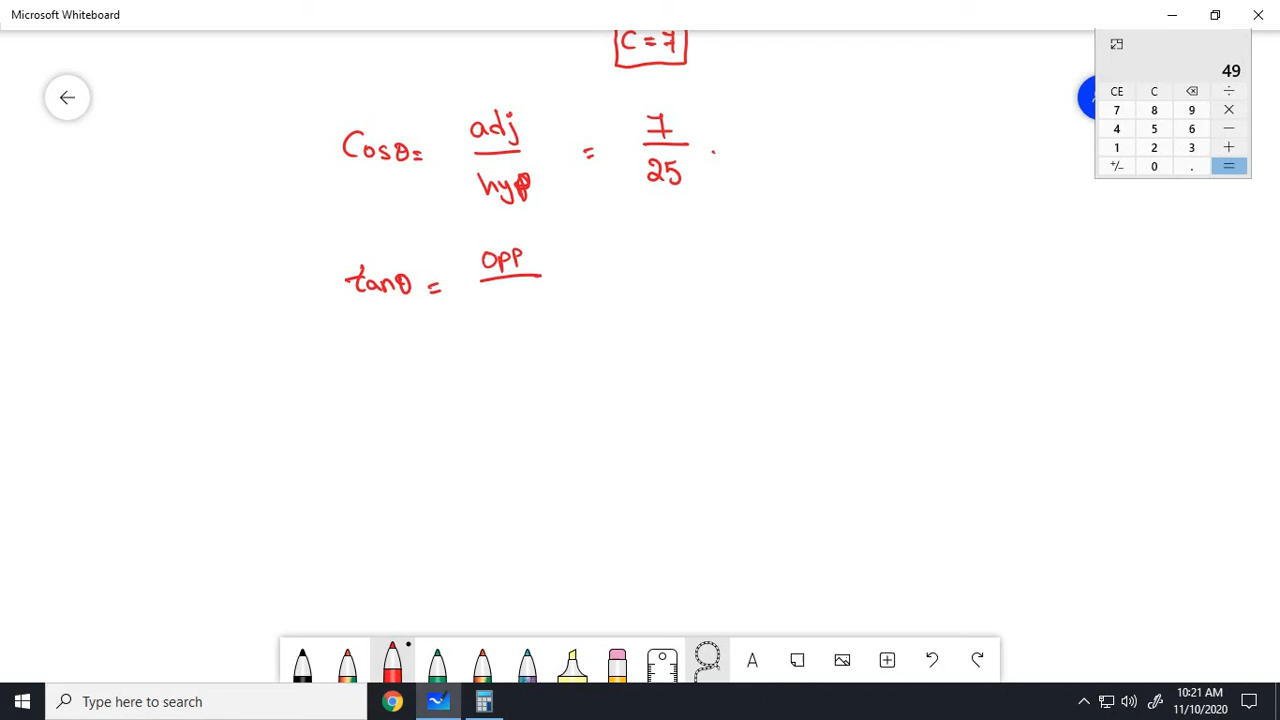 Microsoft Whiteboard
C = 7
49
CE C ÷
7 8 9 ×
4 5 6 −
1 2 3 +
+/− 0 . =
Cosθ = adj / hyp = 7 / 25
tanθ = opp
A
Type here to search
10:21 AM
11/10/2020